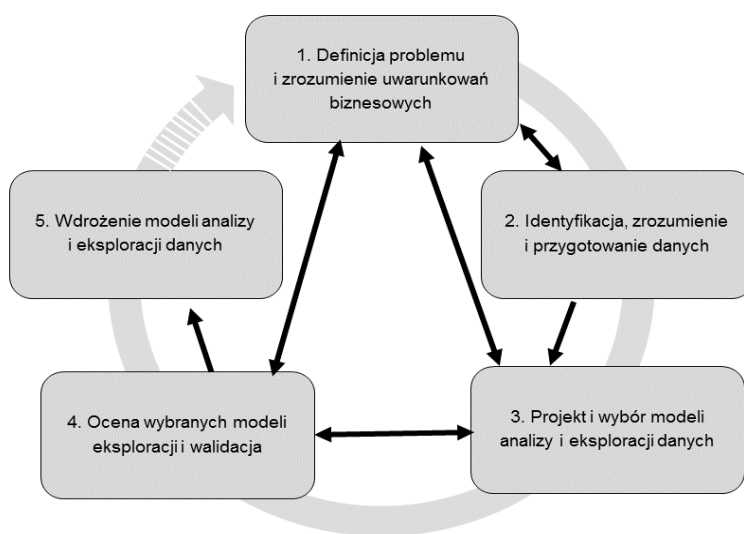 1. Definicja problemu
i zrozumienie uwarunkowań
biznesowych
2. Identyfikacja, zrozumienie
i przygotowanie danych
3. Projekt i wybór modeli
analizy i eksploracji danych
4. Ocena wybranych modeli
eksploracji i walidacja
5. Wdrożenie modeli analizy
i eksploracji danych